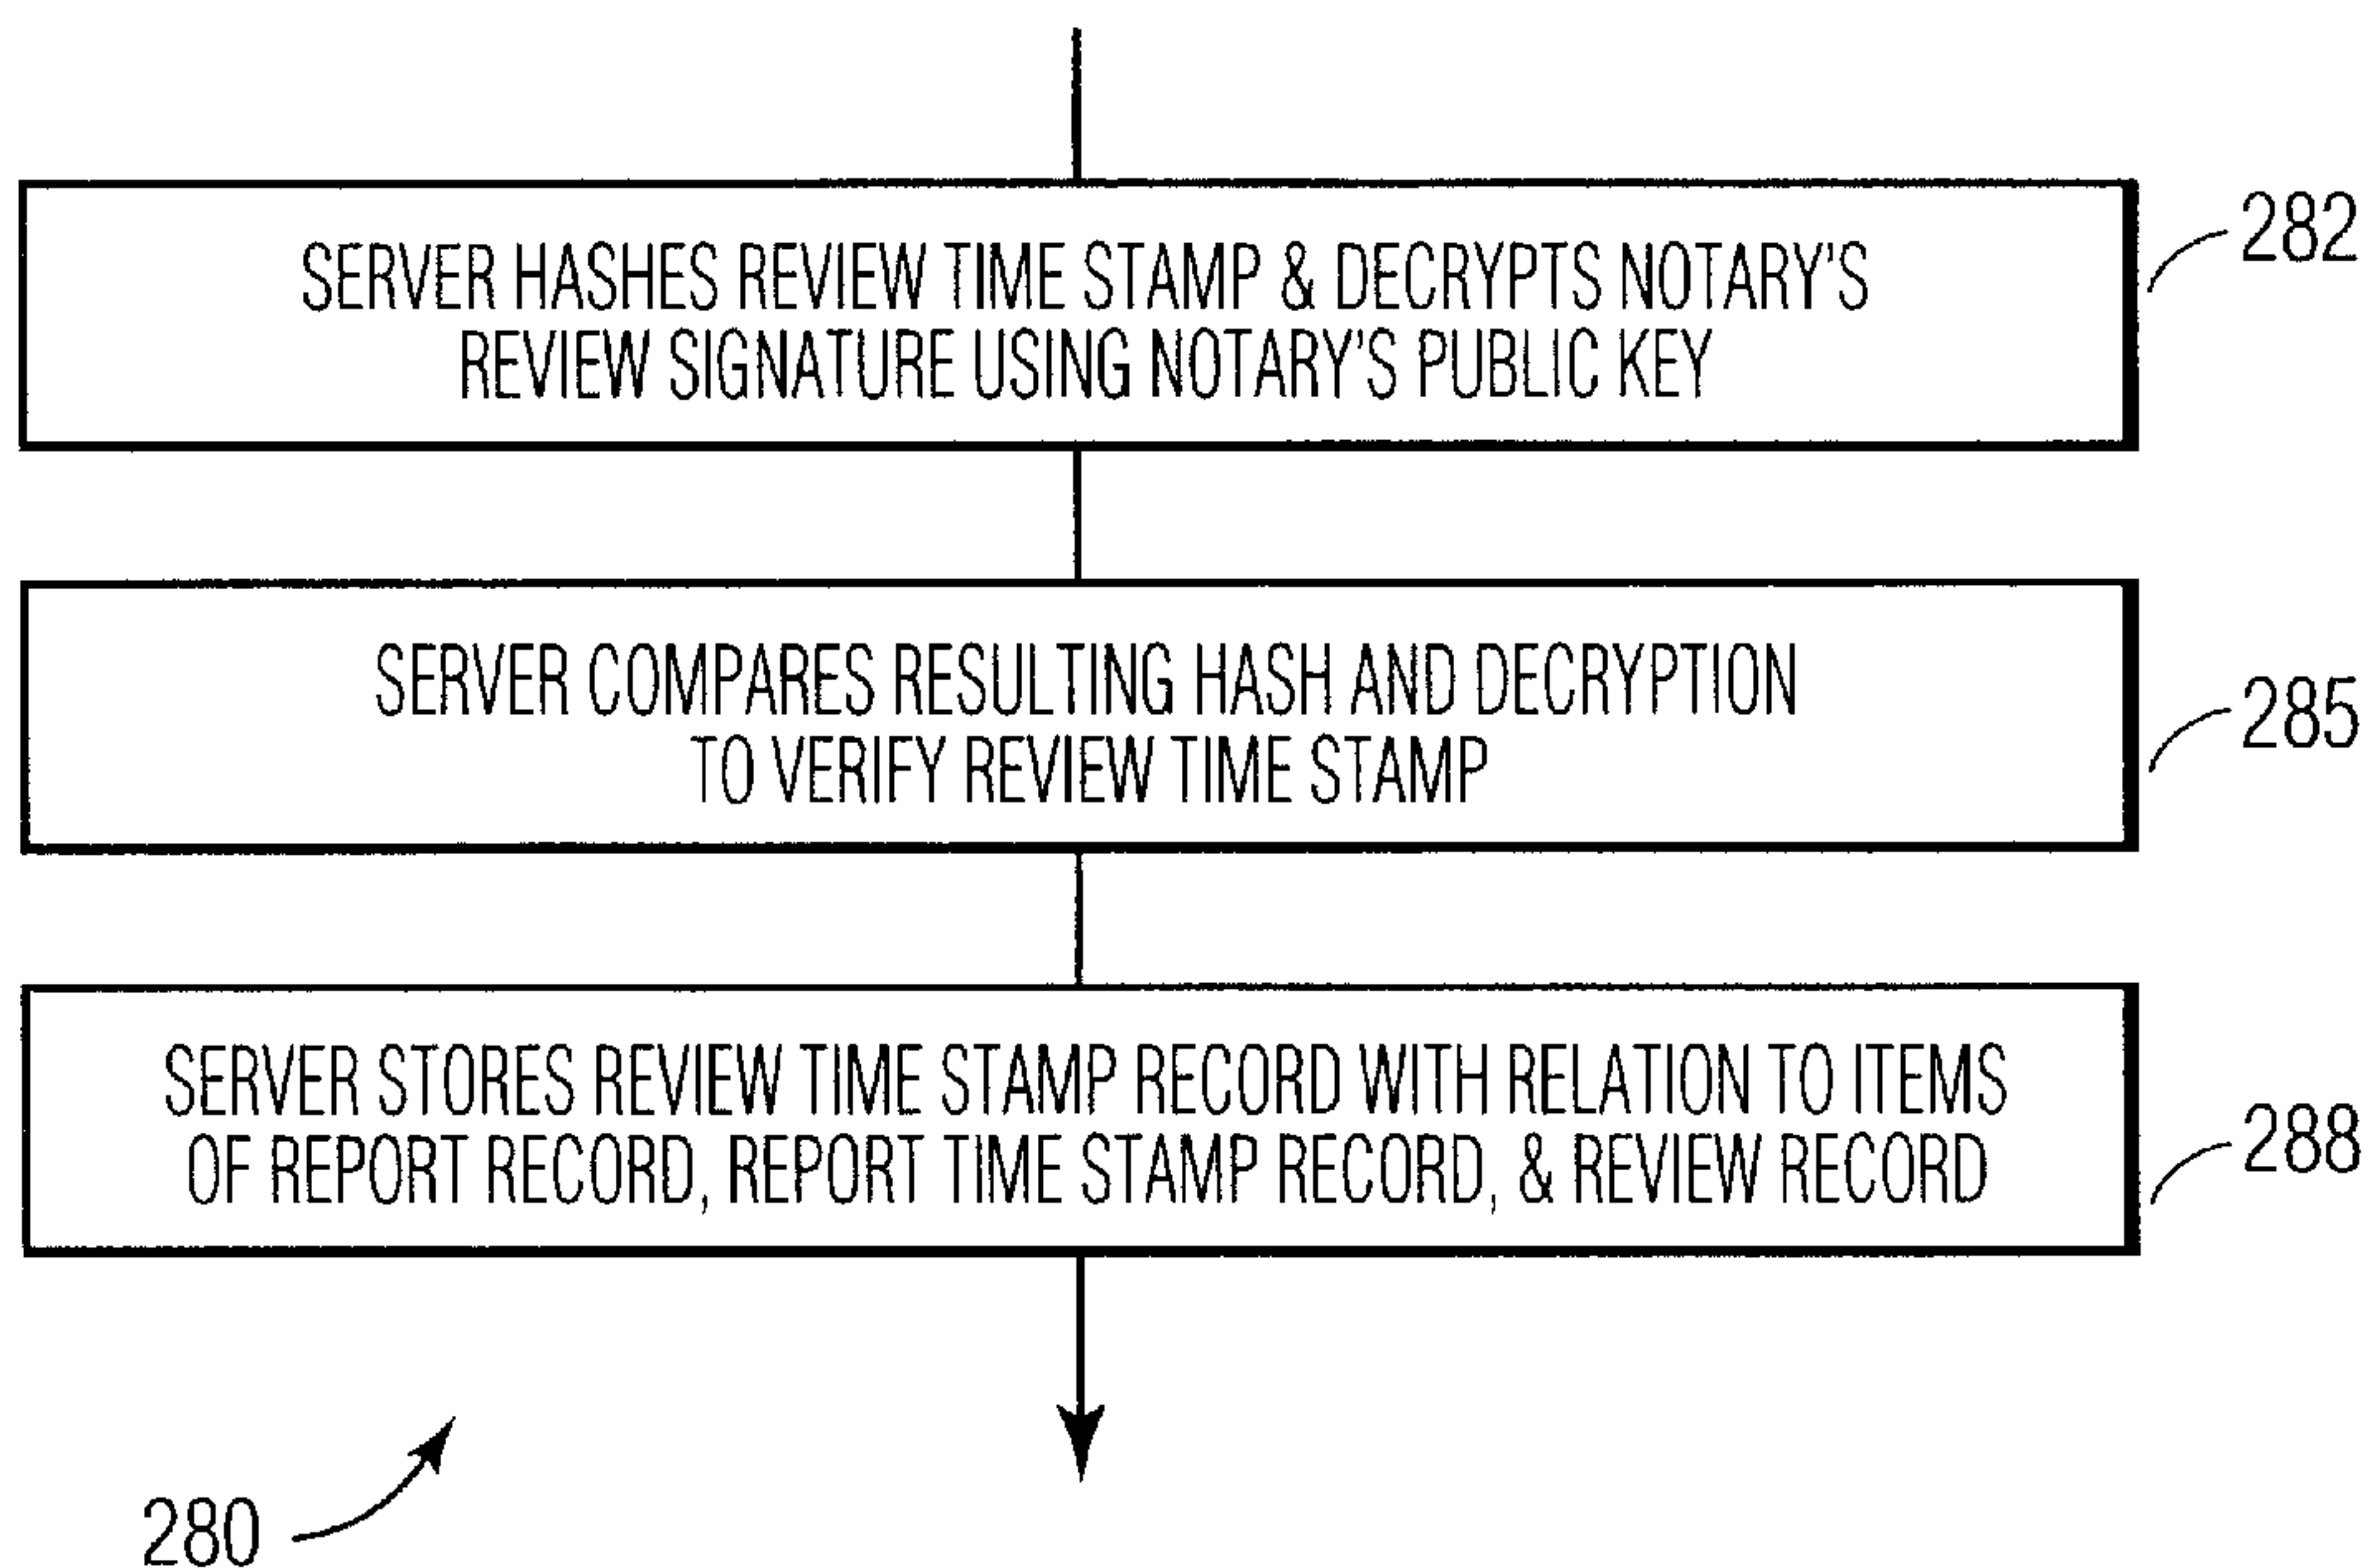 SERVER HASHES REVIEW TIME STAMP & DECRYPTS NOTARY'S
REVIEW SIGNATURE USING NOTARY'S PUBLIC KEY
282
SERVER COMPARES RESULTING HASH AND DECRYPTION
TO VERIFY REVIEW TIME STAMP
285
SERVER STORES REVIEW TIME STAMP RECORD WITH RELATION TO ITEMS
OF REPORT RECORD, REPORT TIME STAMP RECORD, & REVIEW RECORD
288
280